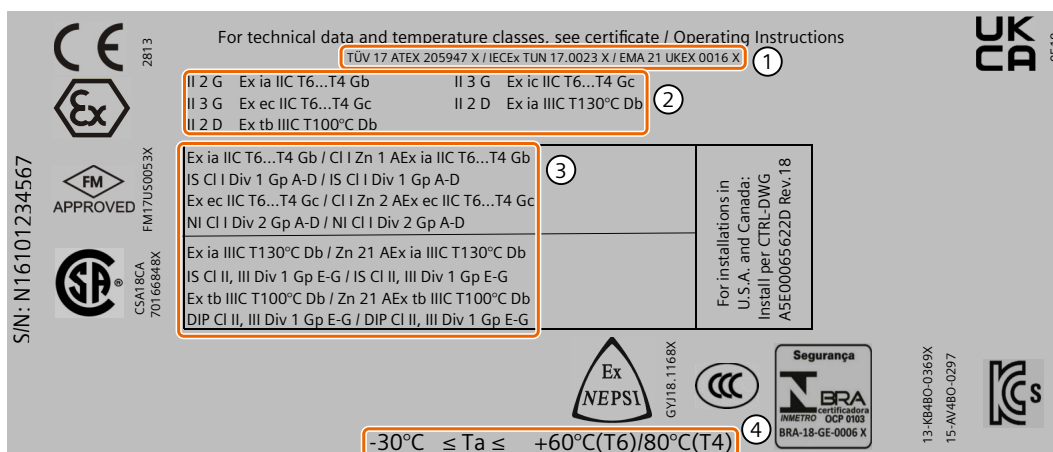 For technical data and temperature classes, see certificate / Operating Instructions
TÜV 17 ATEX 205947 X / IECEx TUN 17.0023 X / EMA 21 UKEX 0016 X
1
CE
2813
UK
CA
Ex
II 2 G Ex ia IIC T6...T4 Gb
II 3 G Ex ic IIC T6...T4 Gc
II 3 G Ex ec IIC T6...T4 Gc
II 2 D Ex ia IIIC T130°C Db
II 2 D Ex tb IIIC T100°C Db
2
S/N: N16101234567
FM
APPROVED
FM17US0053X
SA
®
CSA18CA
70166848X
Ex ia IIC T6...T4 Gb / Cl I Zn 1 AEx ia IIC T6...T4 Gb
IS Cl I Div 1 Gp A-D / IS Cl I Div 1 Gp A-D
Ex ec IIC T6...T4 Gc / Cl I Zn 2 AEx ec IIC T6...T4 Gc
NI Cl I Div 2 Gp A-D / NI Cl I Div 2 Gp A-D
Ex ia IIIC T130°C Db / Zn 21 AEx ia IIIC T130°C Db
IS Cl II, III Div 1 Gp E-G / IS Cl II, III Div 1 Gp E-G
Ex tb IIIC T100°C Db / Zn 21 AEx tb IIIC T100°C Db
DIP Cl II, III Div 1 Gp E-G / DIP Cl II, III Div 1 Gp E-G
3
For installations in
U.S.A. and Canada:
Install per CTRL-DWG
A5E00065622D Rev.18
Ex
NEPSI
GYJ18.1168X
CCC
Segurança
INMETRO
BRA
certificadora
OCP 0103
BRA-18-GE-0006 X
13-KB4BO-0369X
15-AV4BO-0297
s
-30°C ≤ Ta ≤ +60°C(T6)/80°C(T4)
4